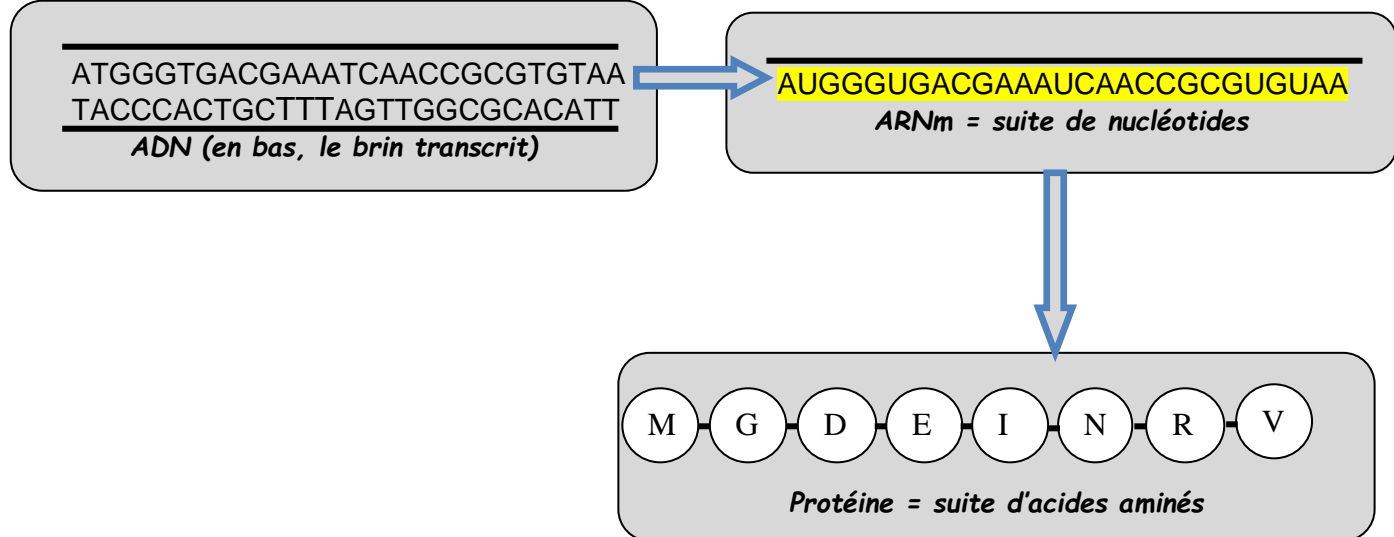 ATGGGTGACGAAATCAACCGCGTGTAA
TACCCACTGCTTTAGTTGGCGCACATT
ADN (en bas, le brin transcrit)
AUGGGUGACGAAAUCAACCGCGUGUAA
ARNm = suite de nucléotides
M G D E I N R V
Protéine = suite d'acides aminés